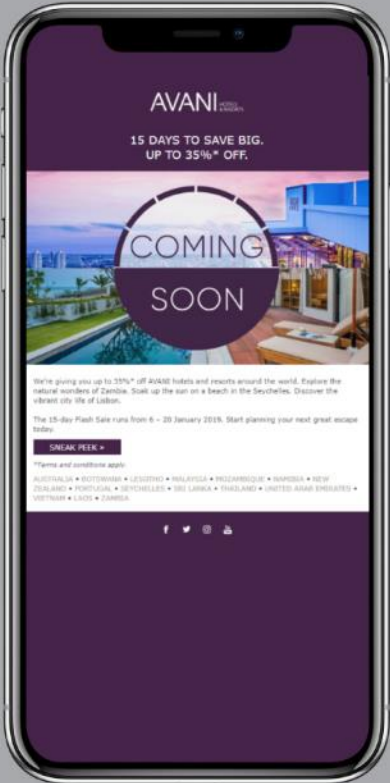 AVANI HOTELS & RESORTS
15 DAYS TO SAVE BIG.
UP TO 35%* OFF.
COMING
SOON
We're giving you up to 35%* off AVANI hotels and resorts around the world. Explore the
natural wonders of Zambia. Soak up the sun on a beach in the Seychelles. Discover the
vibrant city life of Lisbon.
The 15-day Flash Sale runs from 6 – 20 January 2019. Start planning your next great escape
today.
SNEAK PEEK »
*Terms and conditions apply.
AUSTRALIA • BOTSWANA • LESOTHO • MALAYSIA • MOZAMBIQUE • NAMIBIA • NEW
ZEALAND • PORTUGAL • SEYCHELLES • SRI LANKA • THAILAND • UNITED ARAB EMIRATES •
VIETNAM • LAOS • ZAMBIA